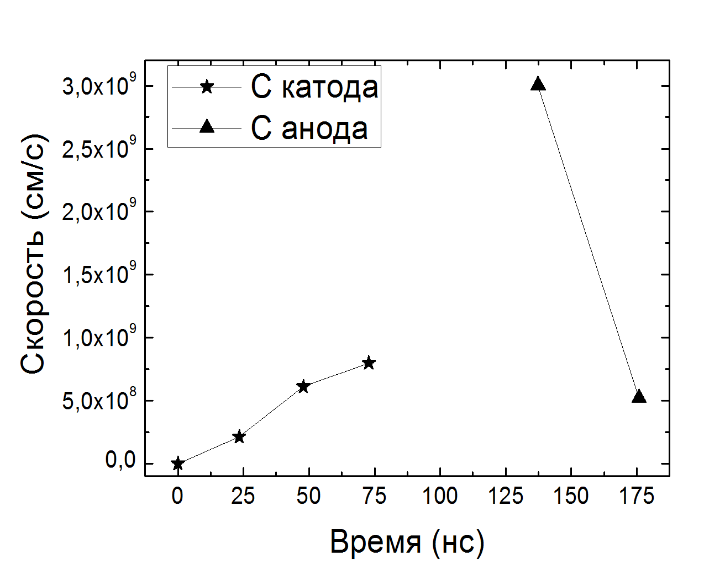 С катода
С анода
3,0x10⁹
2,5x10⁹
2,0x10⁹
1,5x10⁹
1,0x10⁹
5,0x10⁸
0,0
Скорость (см/с)
0 25 50 75 100 125 150 175
Время (нс)